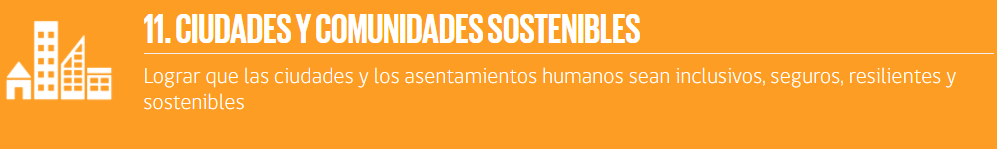 11. CIUDADES Y COMUNIDADES SOSTENIBLES
Lograr que las ciudades y los asentamientos humanos sean inclusivos, seguros, resilientes y
sostenibles